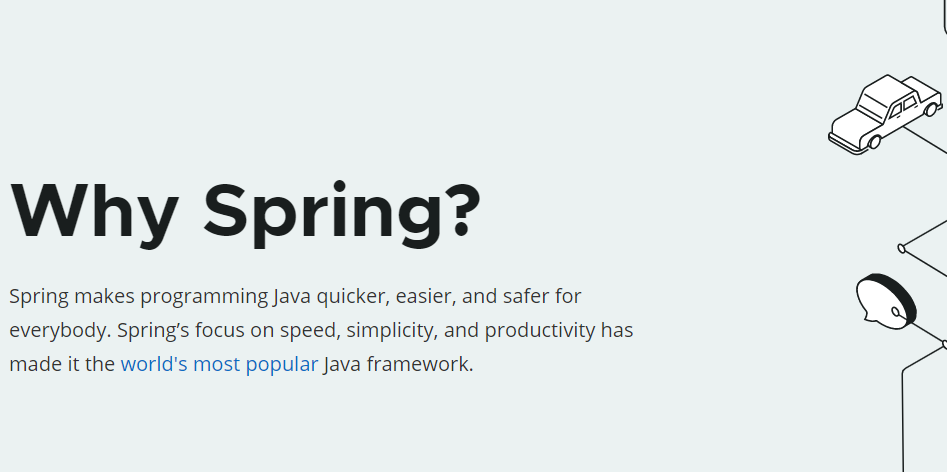 Why Spring?
Spring makes programming Java quicker, easier, and safer for
everybody. Spring’s focus on speed, simplicity, and productivity has
made it the world's most popular Java framework.